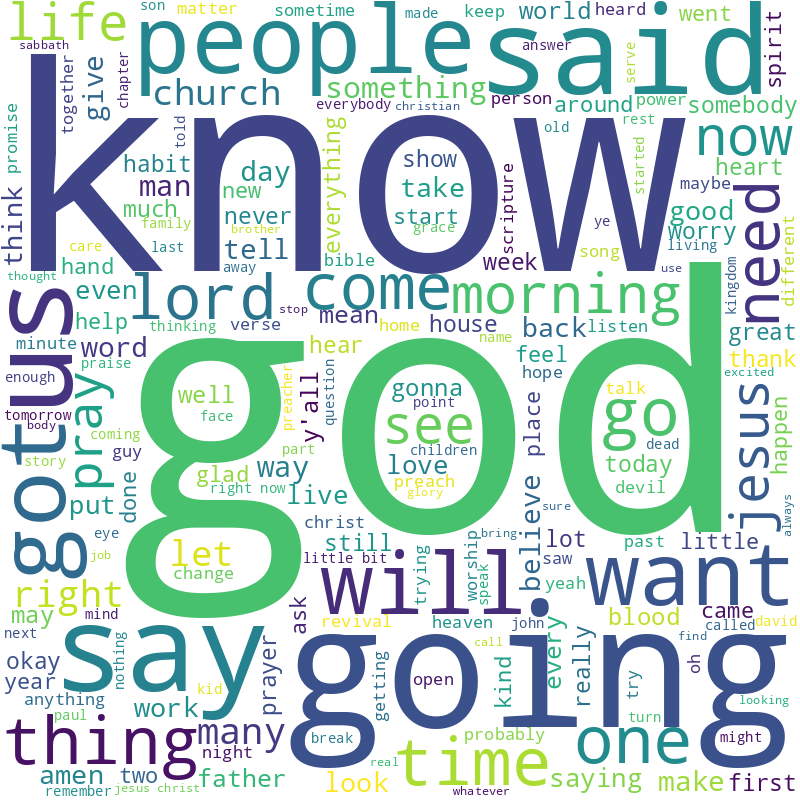 son matter sometime made keep world heard went
life people said spirit
sabbath together give chapter church something answer serve
everybody christian person around power somebody
promise know told old rest started now
think habit man much new family day never show take start grace everything scripture maybe good heart
care last brother tell away bible week ye song worry living use different
thought hand even lord come morning need
gotus help thinking verse stop mean home house back listen name kingdom great
minute word hear feel hope thank
enough praise god excited
pray well face preacher question y'all gonna point see children go talk dead jesus happen
tomorrow body coming story guy put done glad right now way part love preach glory live believe place today devil
eye job let change christ still little bit trying worship speak bring sure past little always
right will lot saw yeah want
may mind ask revival heaven john blood came called david
next say prayer going call every really find oh
okay year nothing kid getting open kind try looking
anything paul work turn
thing many break probably one might
amen two night father real time saying make first
remember jesus christ look whatever